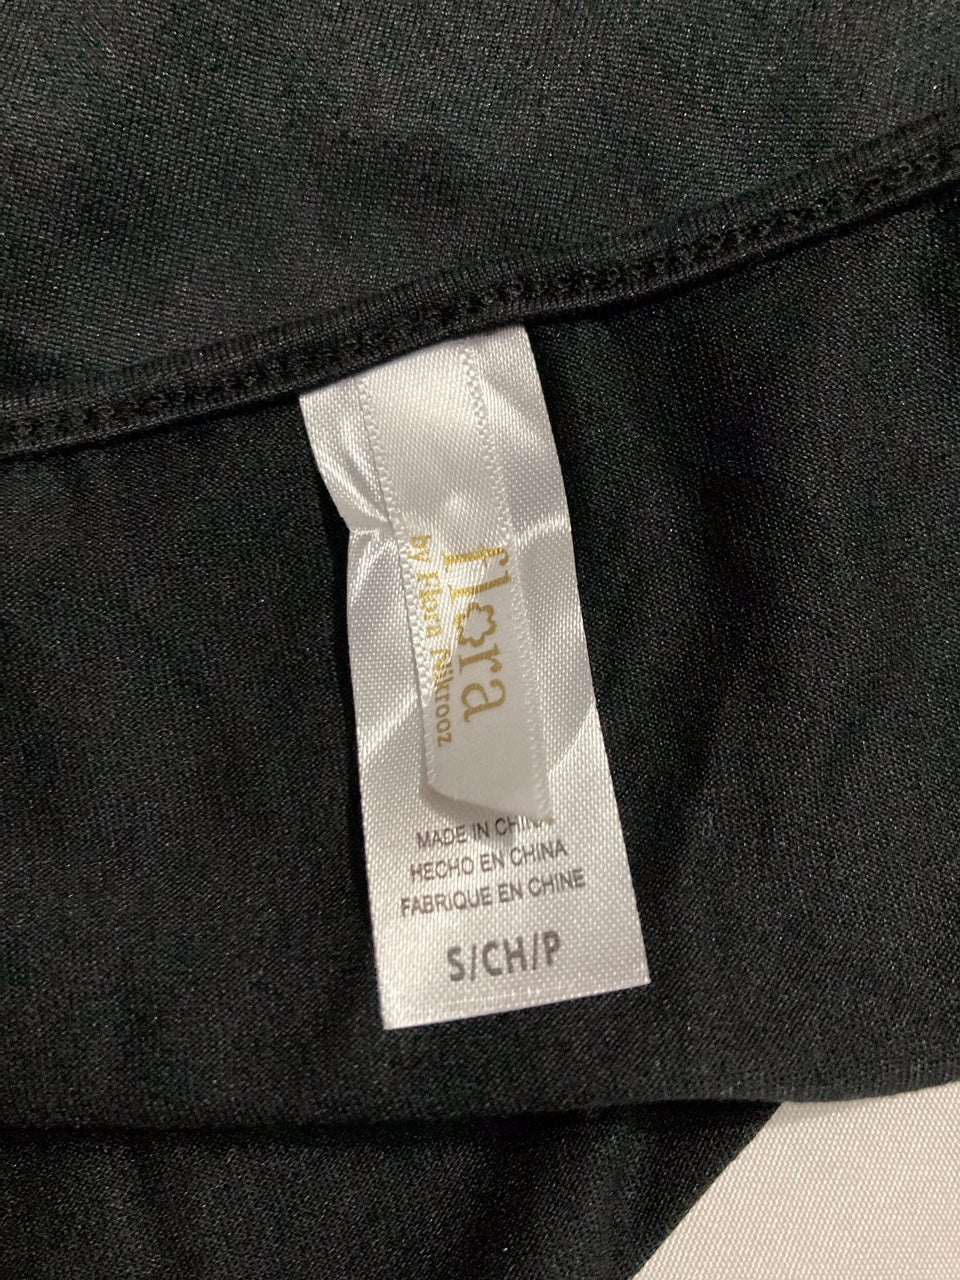 flora
by Flora Nikrooz
MADE IN CHINA
HECHO EN CHINA
FABRIQUE EN CHINE
S/CH/P